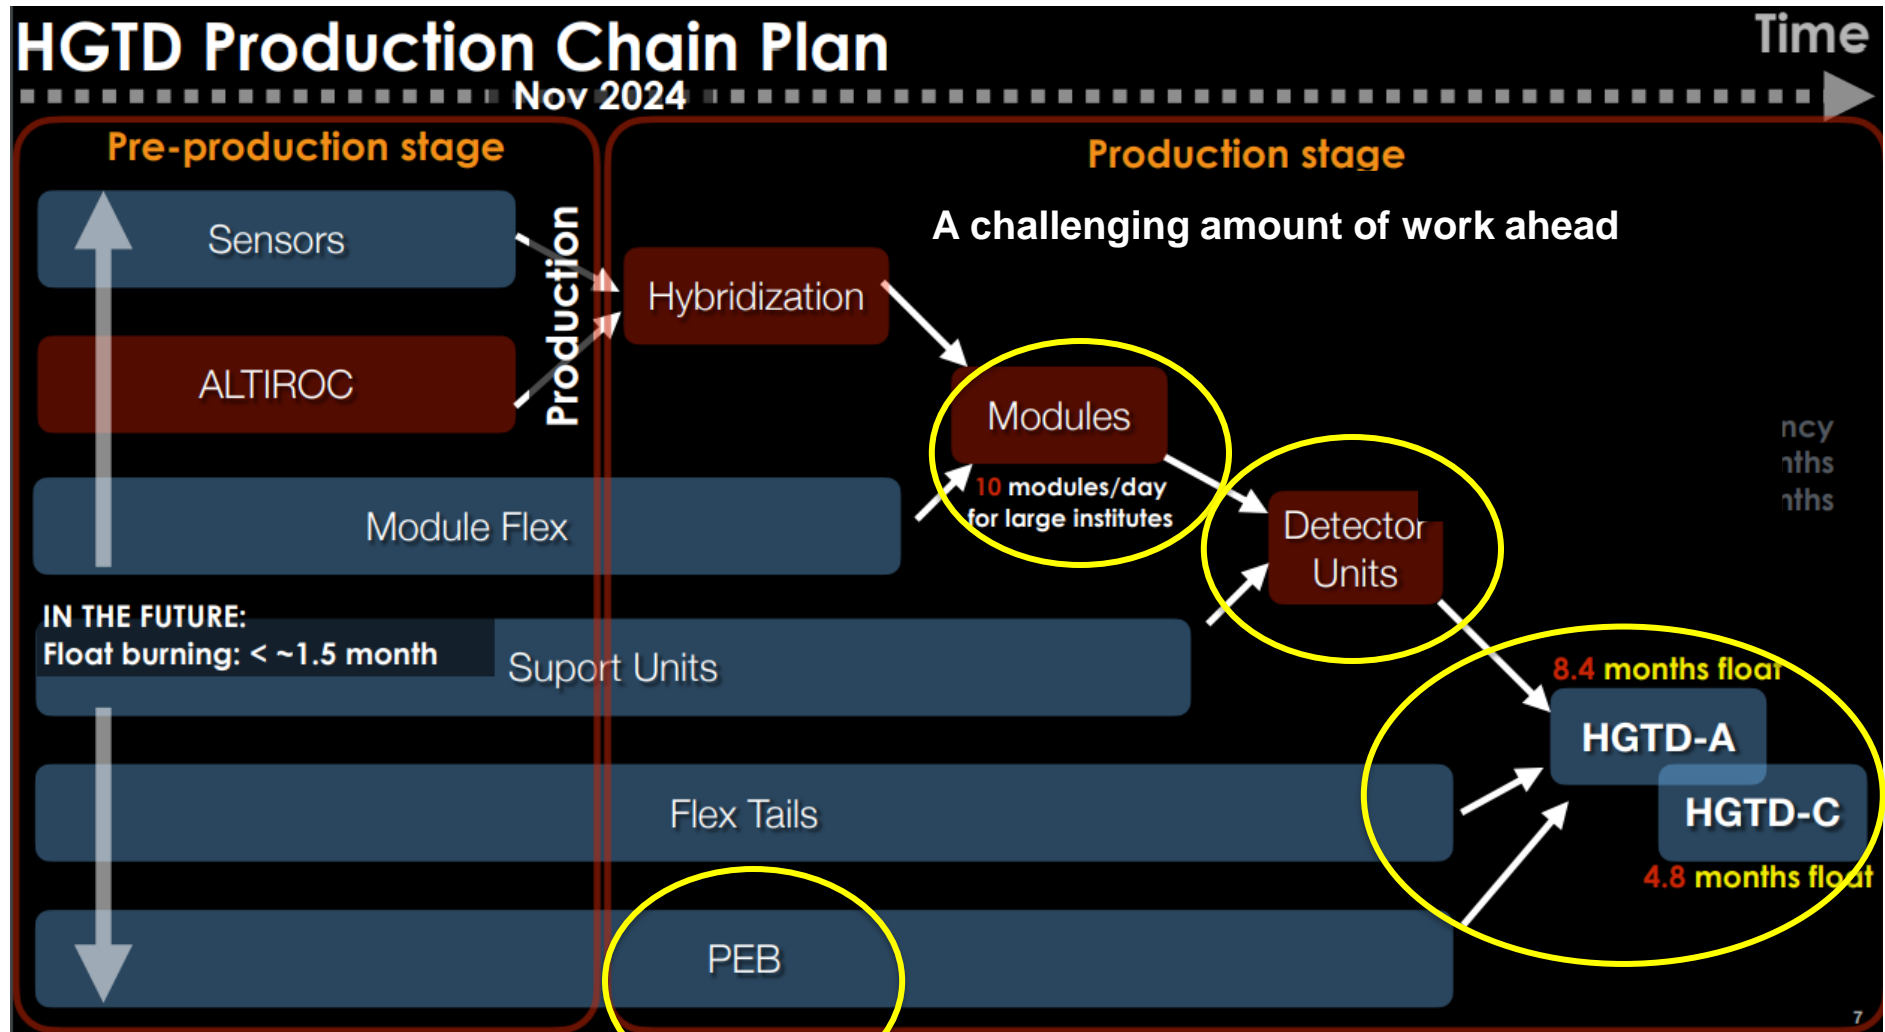 HGTD Production Chain Plan
Time
Nov 2024
Pre-production stage
Production stage
A challenging amount of work ahead
Sensors
Production
Hybridization
ALTIROC
Modules
10 modules/day
for large institutes
Module Flex
Detector
Units
IN THE FUTURE:
Float burning: < ~1.5 month
Suport Units
8.4 months float
HGTD-A
Flex Tails
HGTD-C
4.8 months float
PEB
7